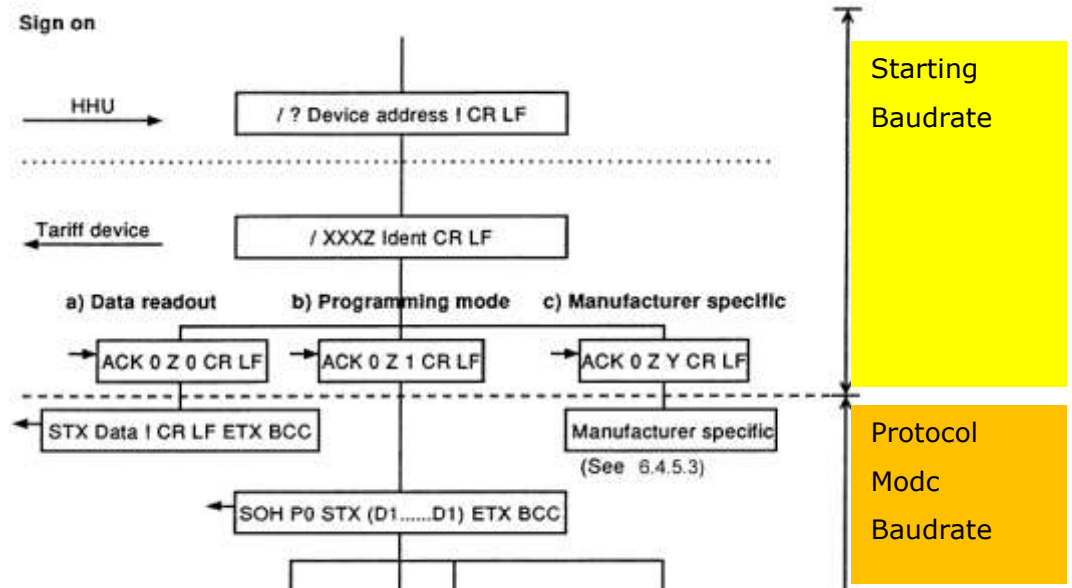 Sign on
HHU
/ ? Device address ! CR LF
Tariff device
/ XXXZ Ident CR LF
a) Data readout
b) Programming mode
c) Manufacturer specific
ACK 0 Z 0 CR LF
ACK 0 Z 1 CR LF
ACK 0 Z Y CR LF
STX Data ! CR LF ETX BCC
Manufacturer specific
(See 6.4.5.3)
SOH P0 STX (D1......D1) ETX BCC
Starting
Baudrate
Protocol
Modc
Baudrate